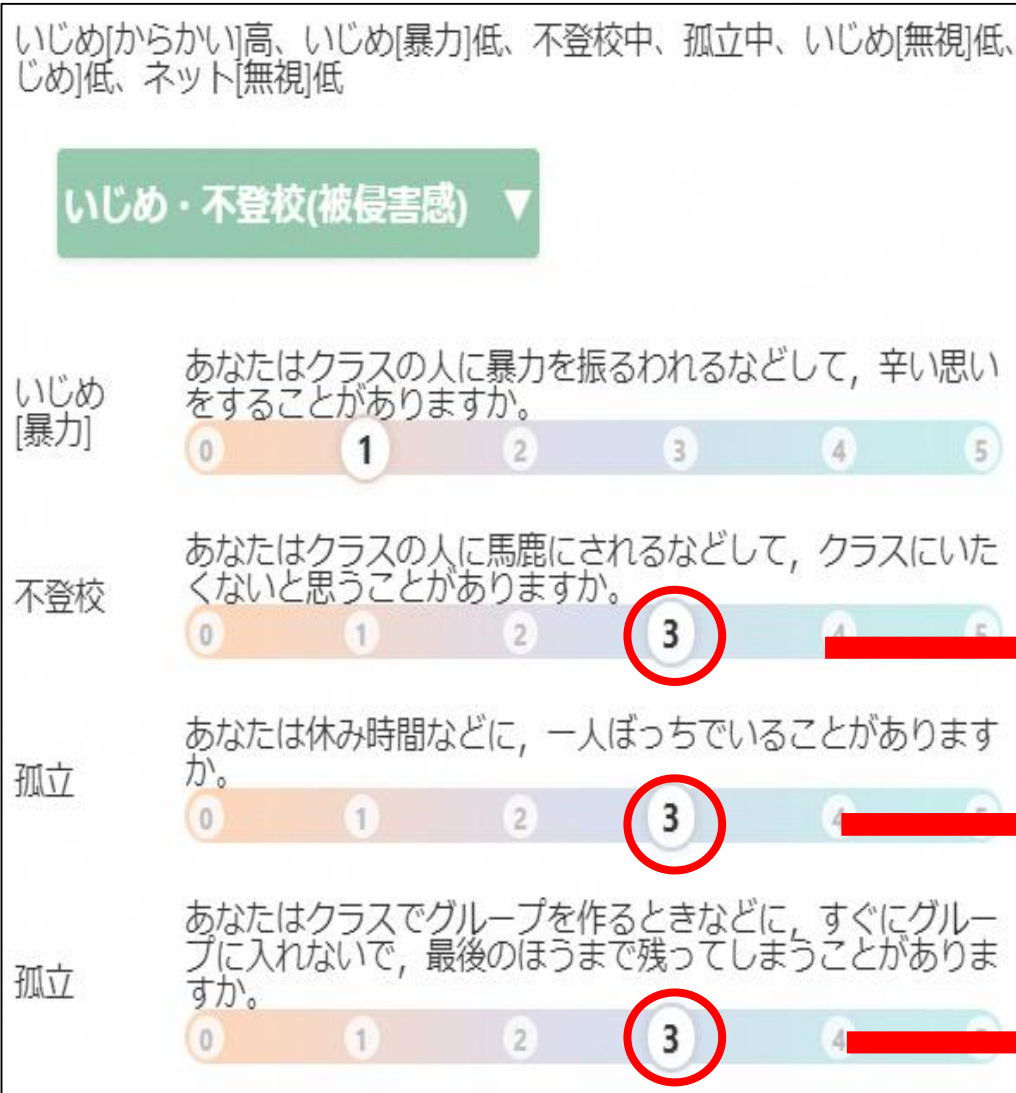 いじめ[からかい]高、いじめ[暴力]低、不登校中、孤立中、いじめ[無視]低、
じめ]低、ネット[無視]低
いじめ・不登校(被侵害感) ▼
いじめ
[暴力]
あなたはクラスの人に暴力を振るわれるなどして，辛い思い
をすることがありますか。
0 1 2 3 4 5
不登校
あなたはクラスの人に馬鹿にされるなどして，クラスにいた
くないと思うことがありますか。
0 1 2 3 4 5
孤立
あなたは休み時間などに，一人ぼっちでいることがあります
か。
0 1 2 3 4 5
孤立
あなたはクラスでグループを作るときなどに，すぐにグルー
プに入れないで，最後のほうまで残ってしまうことがありま
すか。
0 1 2 3 4